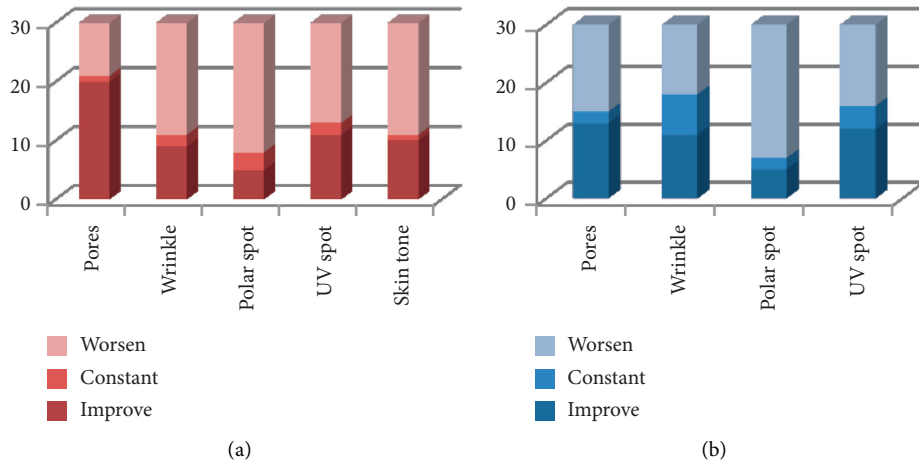 30
20
10
0
Pores
Wrinkle
Polar spot
UV spot
Skin tone
Worsen
Constant
Improve
(a)
30
20
10
0
Pores
Wrinkle
Polar spot
UV spot
Worsen
Constant
Improve
(b)